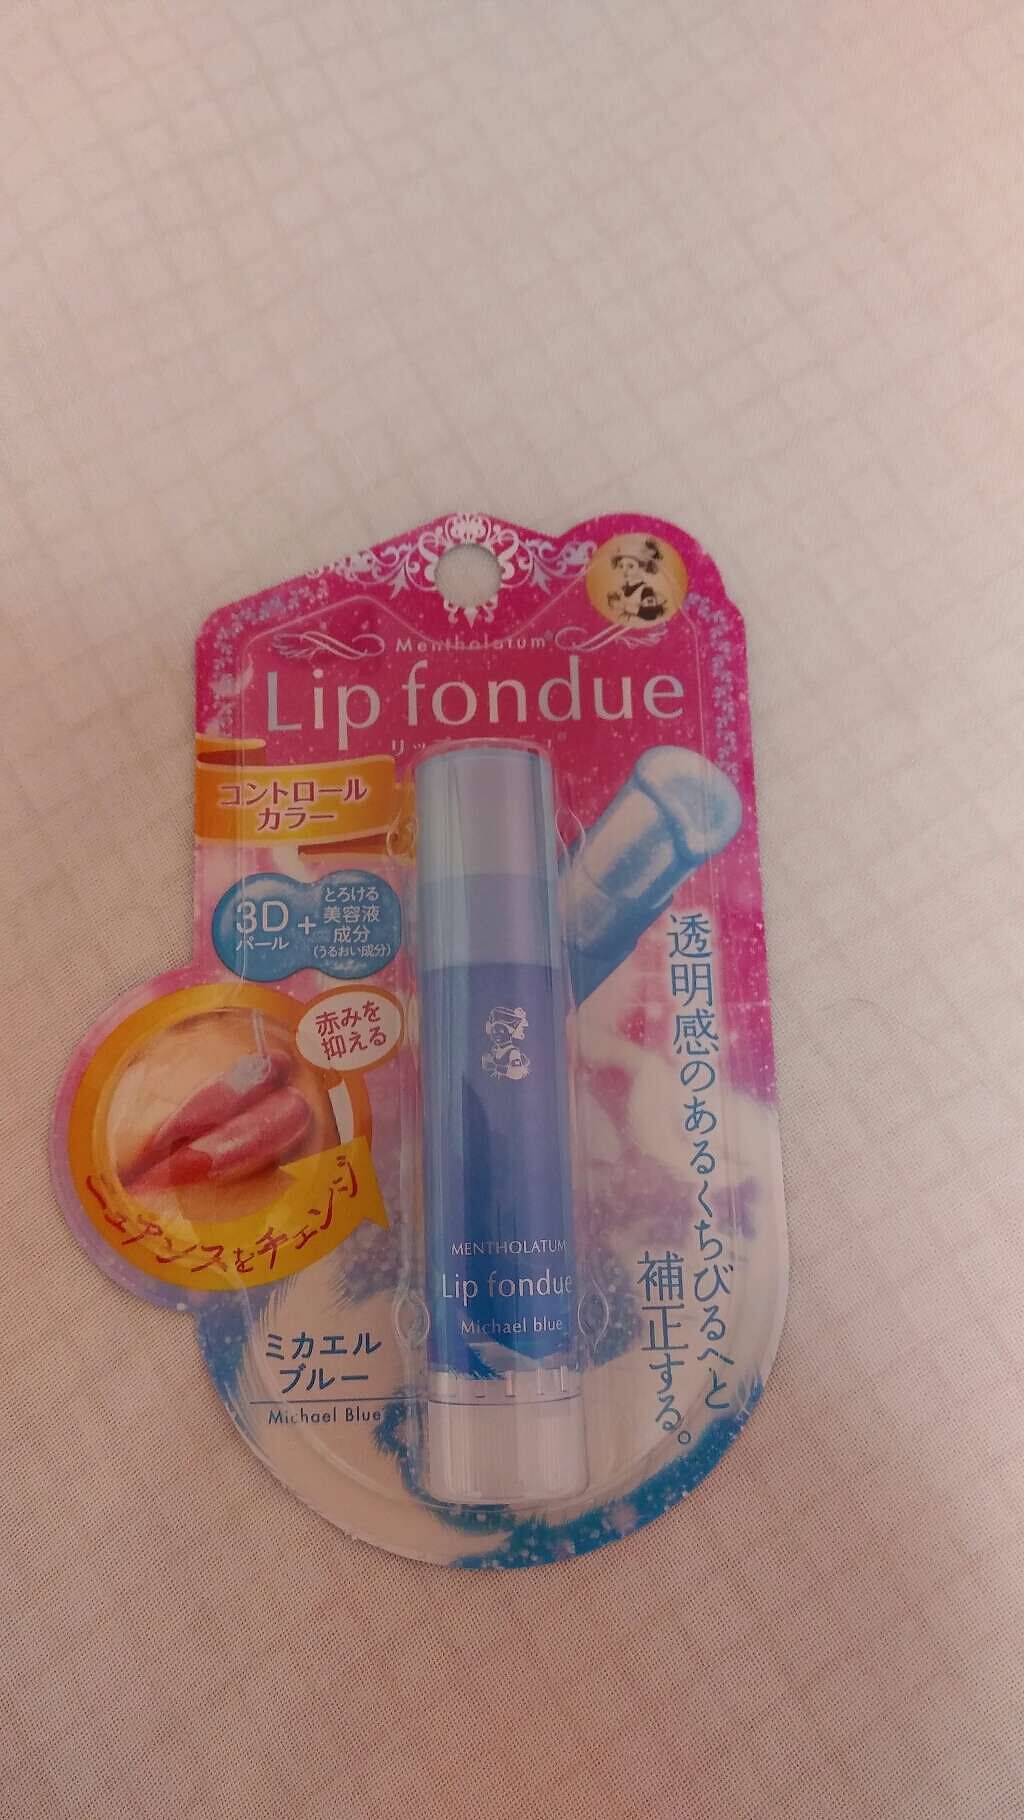 Mentholatum
Lip fondue
コントロール
カラー
3D
パール
+
とろける
美容液
成分
(うるおい成分)
赤みを
抑える
ニュアンスをチェンジ
透明感のあるくちびるへと
補正する。
MENTHOLATUM
Lip fondue
Michael blue
ミカエル
ブルー
Michael Blue